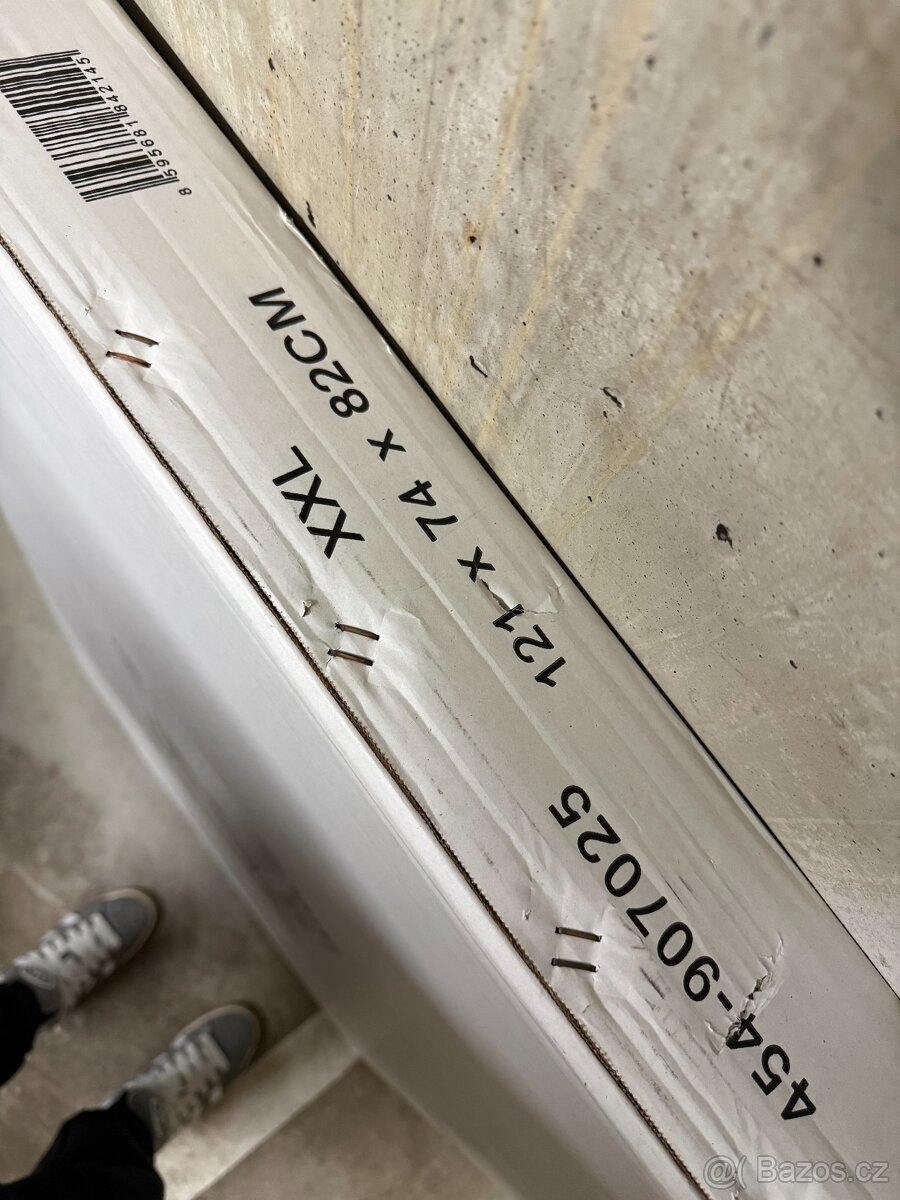 454-907025
XXL
121 x 74 x 82CM
8 595681 842145
@( Bazos.cz